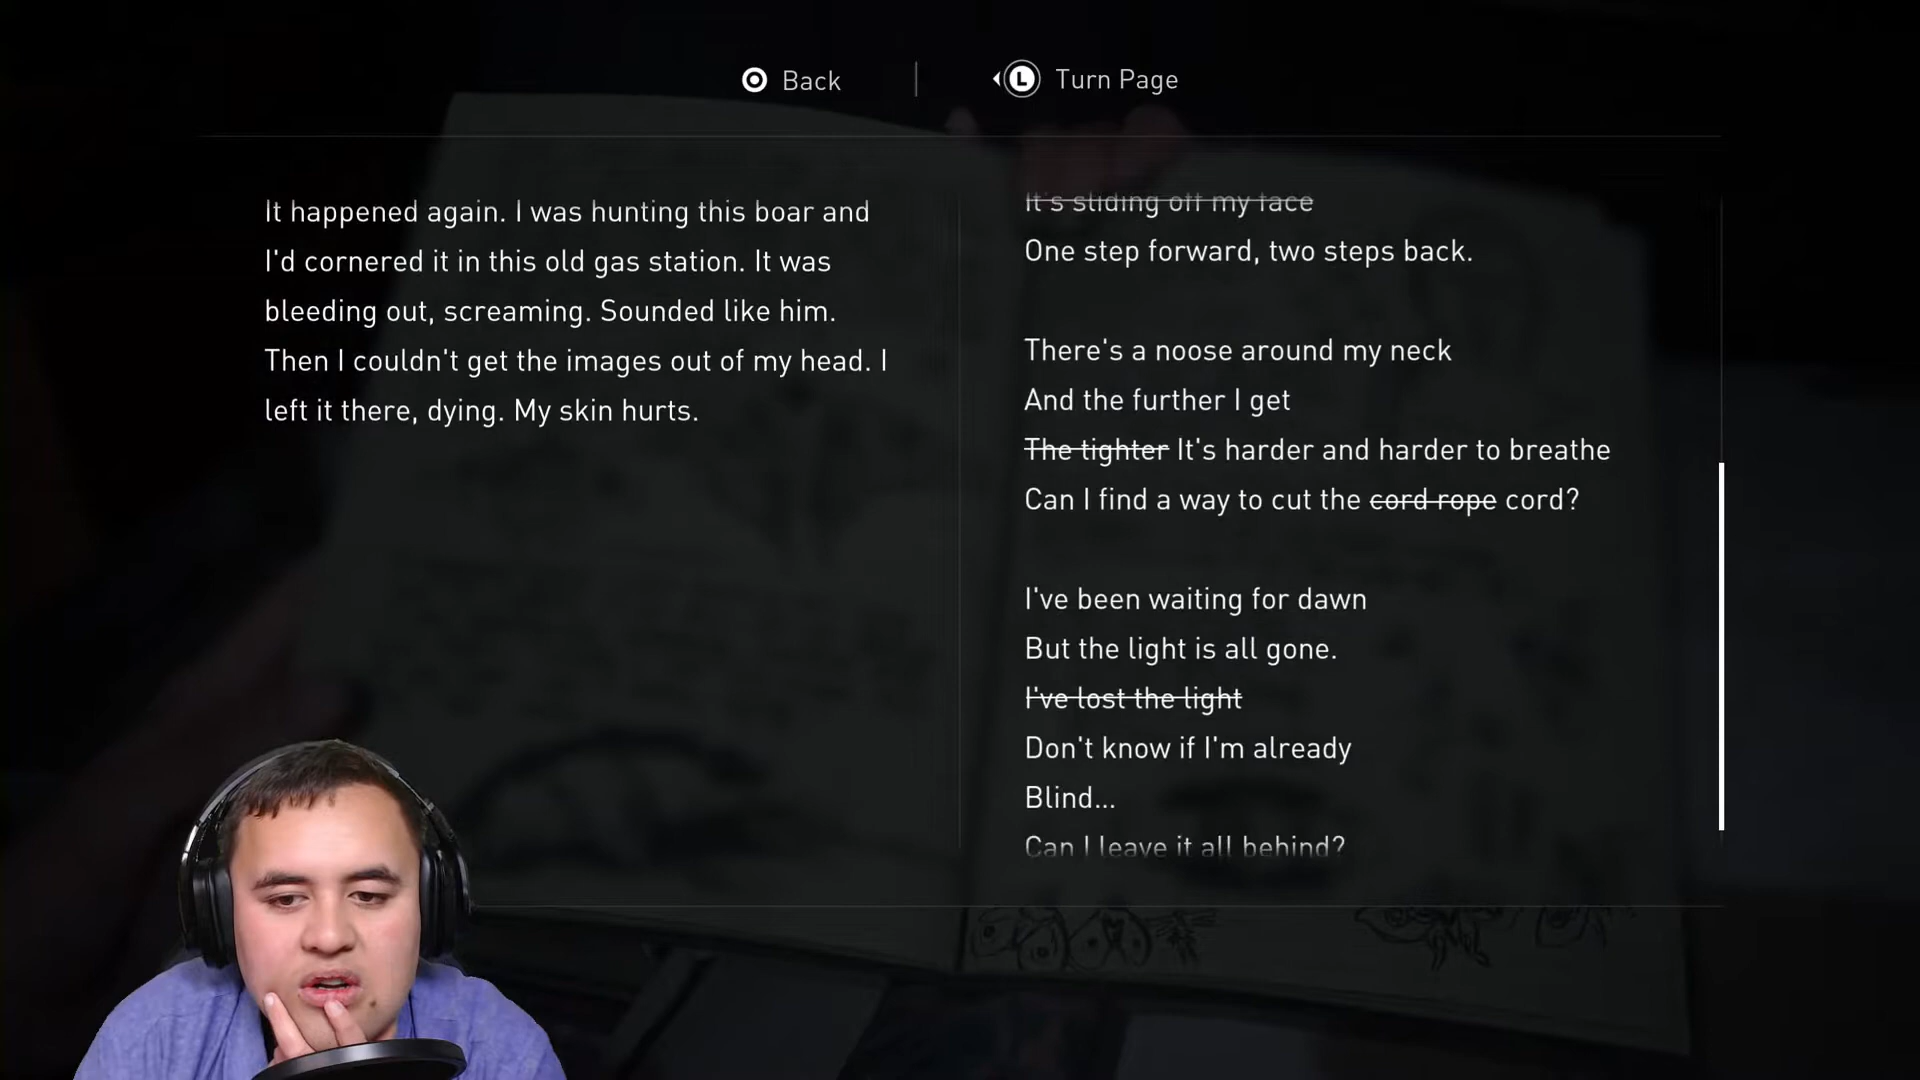 Back
L Turn Page
It happened again. I was hunting this boar and
I'd cornered it in this old gas station. It was
bleeding out, screaming. Sounded like him.
Then I couldn't get the images out of my head. I
left it there, dying. My skin hurts.
It's sliding off my face
One step forward, two steps back.
There's a noose around my neck
And the further I get
The tighter It's harder and harder to breathe
Can I find a way to cut the cord rope cord?
I've been waiting for dawn
But the light is all gone.
I've lost the light
Don't know if I'm already
Blind...
Can I leave it all behind?